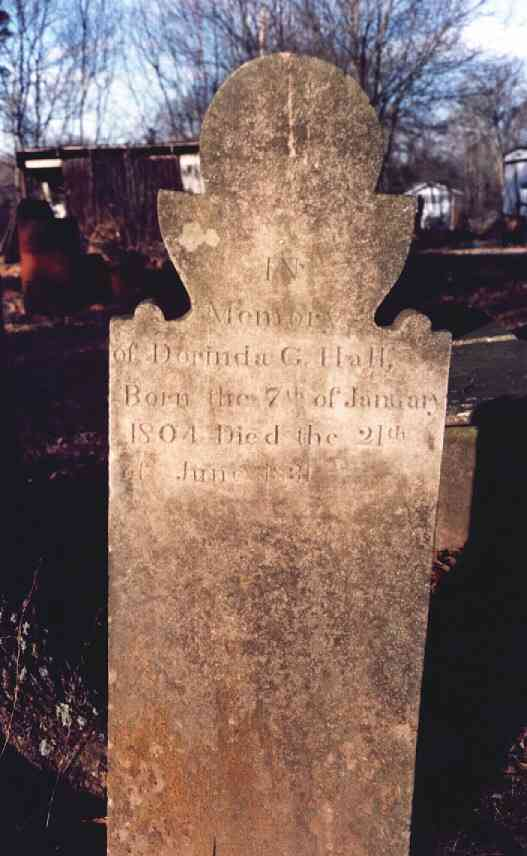 IN
Memory
of Dorinda G. Hall,
Born the 7th of January
1804 Died the 21th
of June